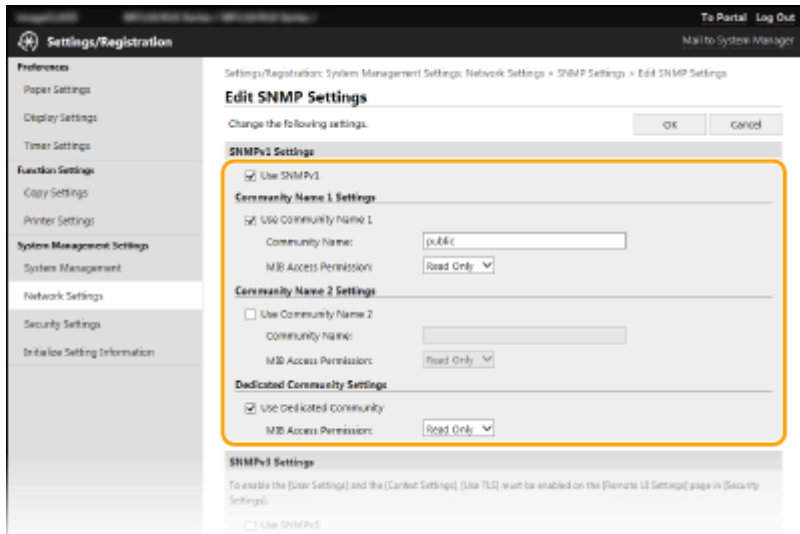 To Portal Log Out
Settings/Registration
Mail to System Manager
Preferences
Paper Settings
Display Settings
Timer Settings
Function Settings
Copy Settings
Printer Settings
System Management Settings
System Management
Network Settings
Security Settings
Initialize Setting Information
Settings/Registration: System Management Settings: Network Settings > SNMP Settings > Edit SNMP Settings
Edit SNMP Settings
Change the following settings.
OK
Cancel
SNMPv1 Settings
Use SNMPv1
Community Name 1 Settings
Use Community Name 1
Community Name: public
MIB Access Permission: Read Only
Community Name 2 Settings
Use Community Name 2
Community Name:
MIB Access Permission: Read Only
Dedicated Community Settings
Use Dedicated Community
MIB Access Permission: Read Only
SNMPv3 Settings
To enable the [User Settings] and the [Context Settings], [Use TLS] must be enabled on the [Remote UI Settings] page in [Security
Settings].
Use SNMPv3